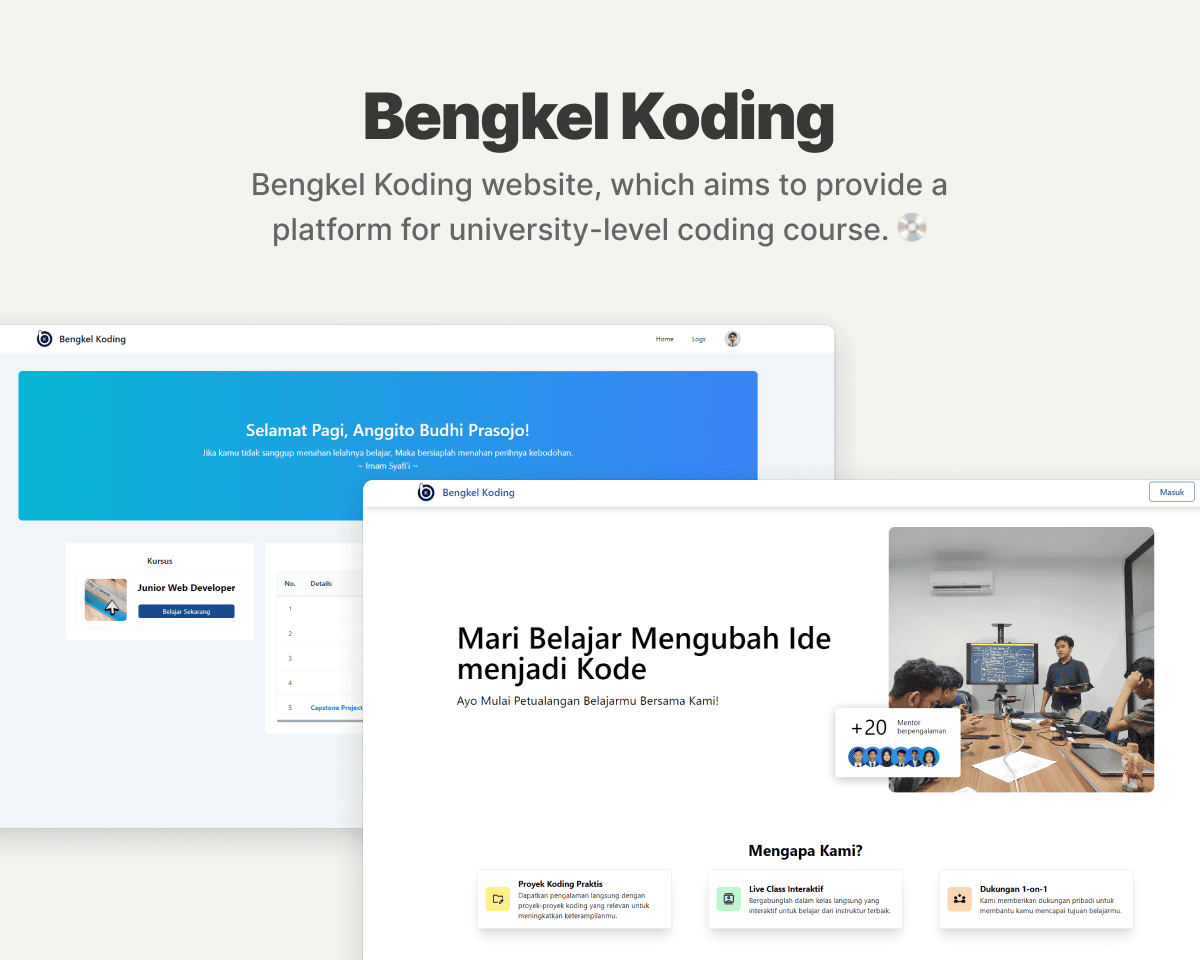 Bengkel Koding
Bengkel Koding website, which aims to provide a
platform for university-level coding course.
Bengkel Koding
Home
Logs
Selamat Pagi, Anggito Budhi Prasojo!
Jika kamu tidak sanggup menahan lelahnya belajar, Maka bersiaplah menahan perihnya kebodohan.
~ Imam Syafi'i ~
Kursus
Junior Web Developer
Belajar Sekarang
No. Details
1
2
3
4
5 Capstone Project
Bengkel Koding
Masuk
Mari Belajar Mengubah Ide
menjadi Kode
Ayo Mulai Petualangan Belajarmu Bersama Kami!
+20
Mentor
berpengalaman
Mengapa Kami?
Proyek Koding Praktis
Dapatkan pengalaman langsung dengan
proyek-proyek koding yang relevan untuk
meningkatkan keterampilanmu.
Live Class Interaktif
Bergabunglah dalam kelas langsung yang
interaktif untuk belajar dari instruktur terbaik.
Dukungan 1-on-1
Kami memberikan dukungan pribadi untuk
membantu kamu mencapai tujuan belajarmu.